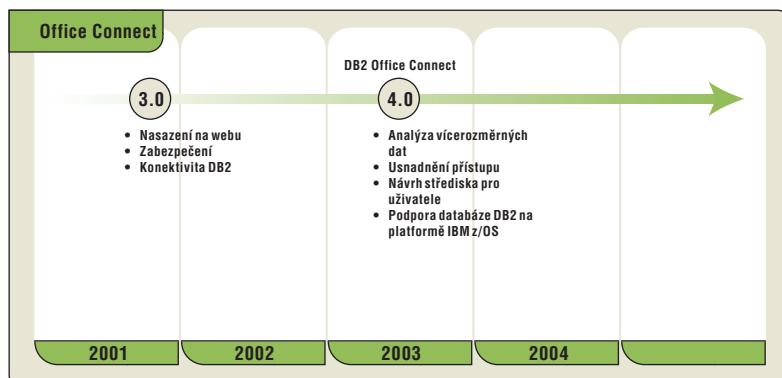 Office Connect
DB2 Office Connect
3.0
4.0
• Nasazení na webu
• Zabezpečení
• Konektivita DB2
• Analýza vícerozměrných
dat
• Usnadnění přístupu
• Návrh střediska pro
uživatele
• Podpora databáze DB2 na
platformě IBM z/OS
2001
2002
2003
2004